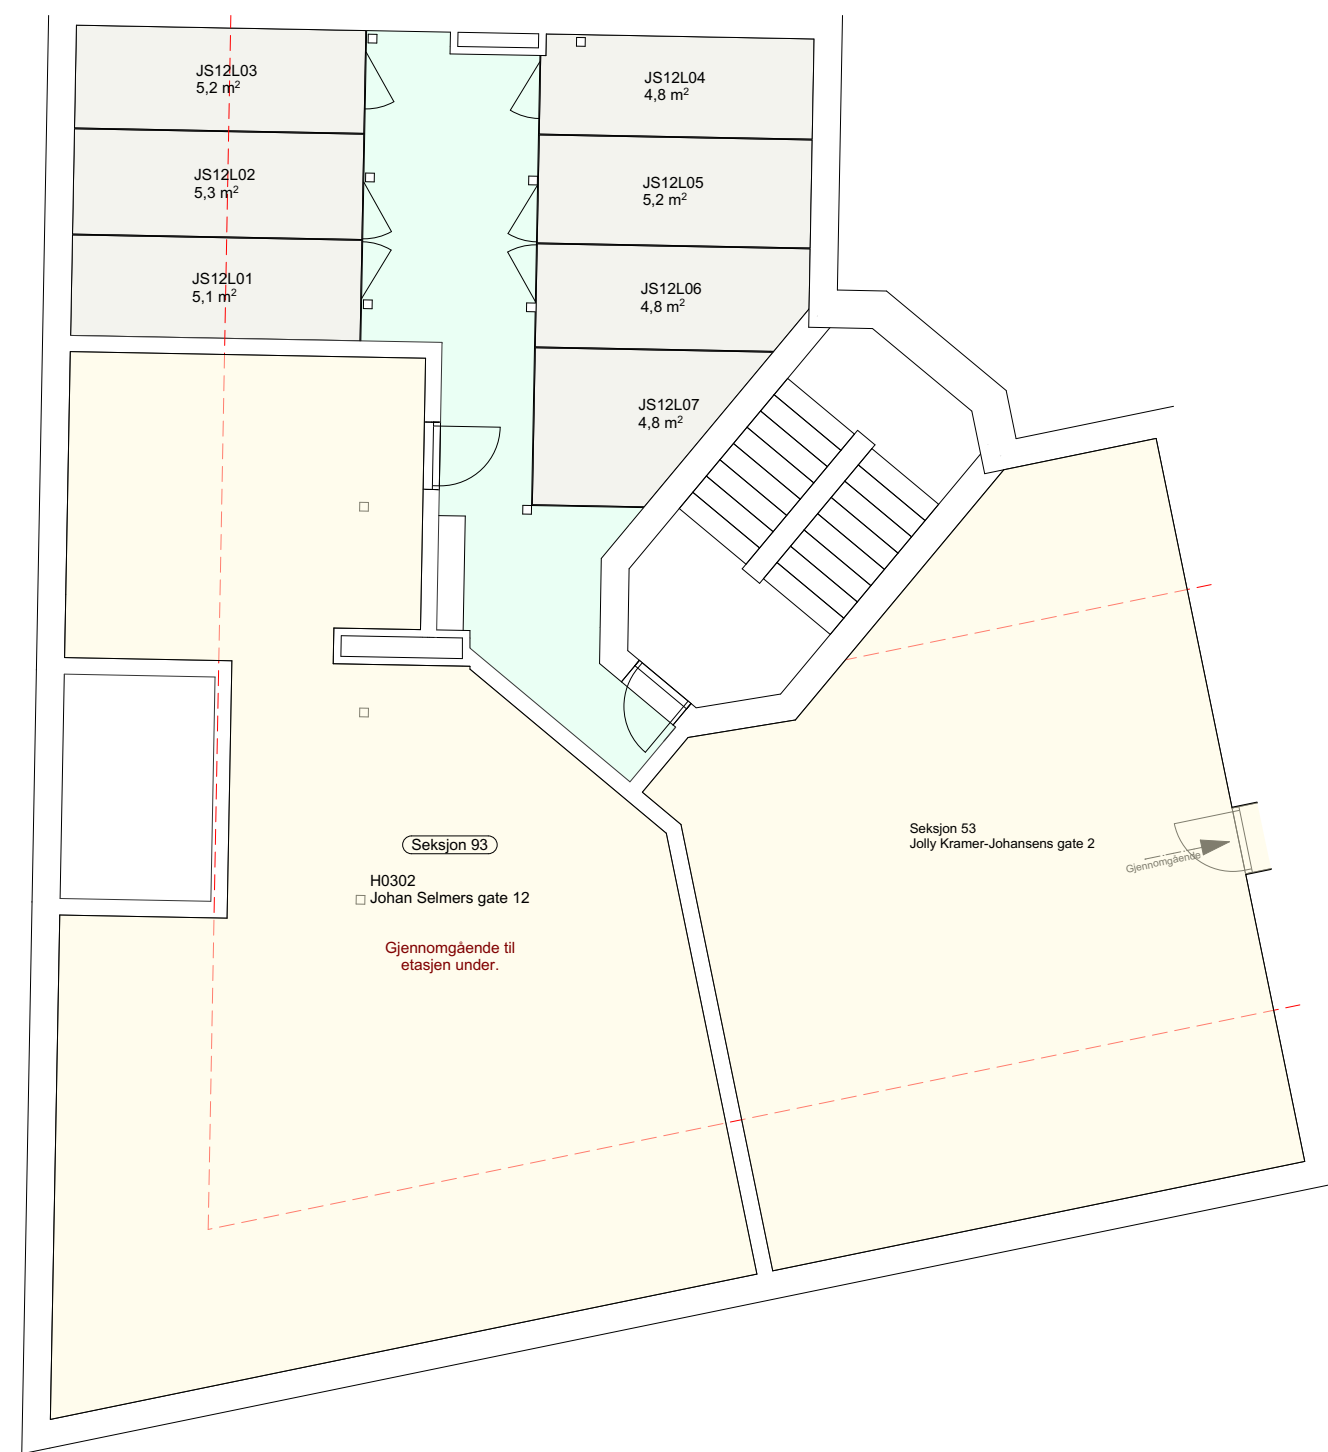 JS12L03
5,2 m²
JS12L04
4,8 m²
JS12L02
5,3 m²
JS12L05
5,2 m²
JS12L01
5,1 m²
JS12L06
4,8 m²
JS12L07
4,8 m²
Seksjon 93
H0302
Johan Selmers gate 12
Gjennomgående til
etasjen under.
Seksjon 53
Jolly Kramer-Johansens gate 2
Gjennomgående